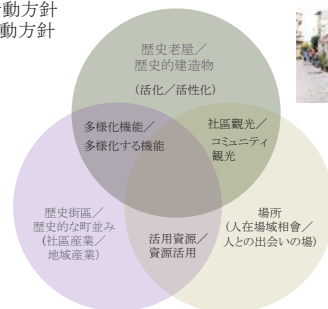 動方針
動方針
歷史老屋／
歴史的建造物
(活化／活性化)
多樣化機能／
多様化する機能
社區観光／
コミュニティ
観光
歷史街區／
歴史的な町並み
(社區産業／
地域産業)
活用資源／
資源活用
場所
(人在場域相會／
人との出会いの場)